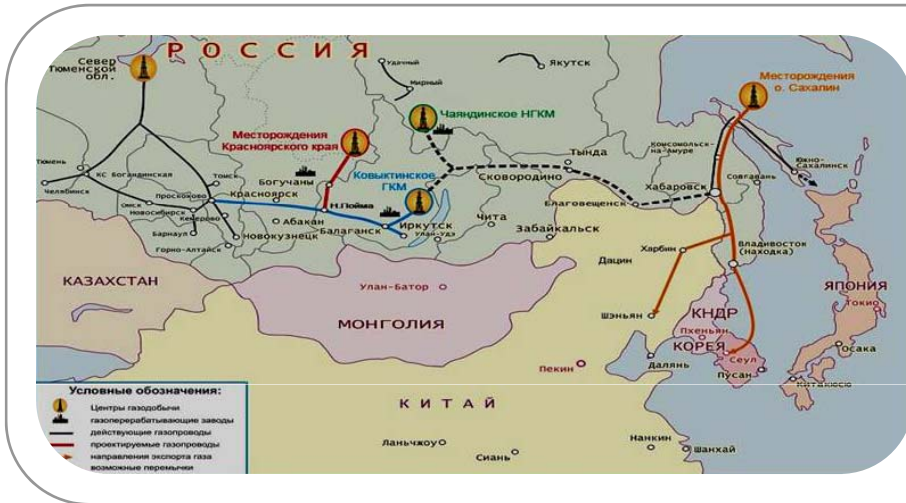 РОССИЯ
Север
Тюменской
обл.
Удачный
Мирный
Якутск
Месторождения
о. Сахалин
Чаяндинское НГКМ
Месторождения
Красноярского края
Тюмень
КС Богандинская
Челябинск
Проскоково
Томск
Богучаны
Ковыктинское
ГКМ
Тында
Сковородино
Комсомольск-
на-Амуре
Южно-
Сахалинск
Омск
Новосибирск
Красноярск
Н.Пойма
Хабаровск
Совгавань
Кемерово
Абакан
Благовещенск
Барнаул
Новокузнецк
Балаганск
Иркутск
Чита
Горно-Алтайск
Улан-Удэ
Забайкальск
Харбин
Владивосток
(Находка)
Дацин
КАЗАХСТАН
Улан-Батор
ЯПОНИЯ
Токио
МОНГОЛИЯ
Шэньян
КНДР
Пхеньян
КОРЕЯ
Сеул
Осака
Пекин
Далянь
Пусан
Китакюсю
КИТАЙ
Ланьчжоу
Сиань
Нанкин
Шанхай
Условные обозначения:
Центры газодобычи
газоперерабатывающие заводы
действующие газопроводы
проектируемые газопроводы
направления экспорта газа
возможные перемычки